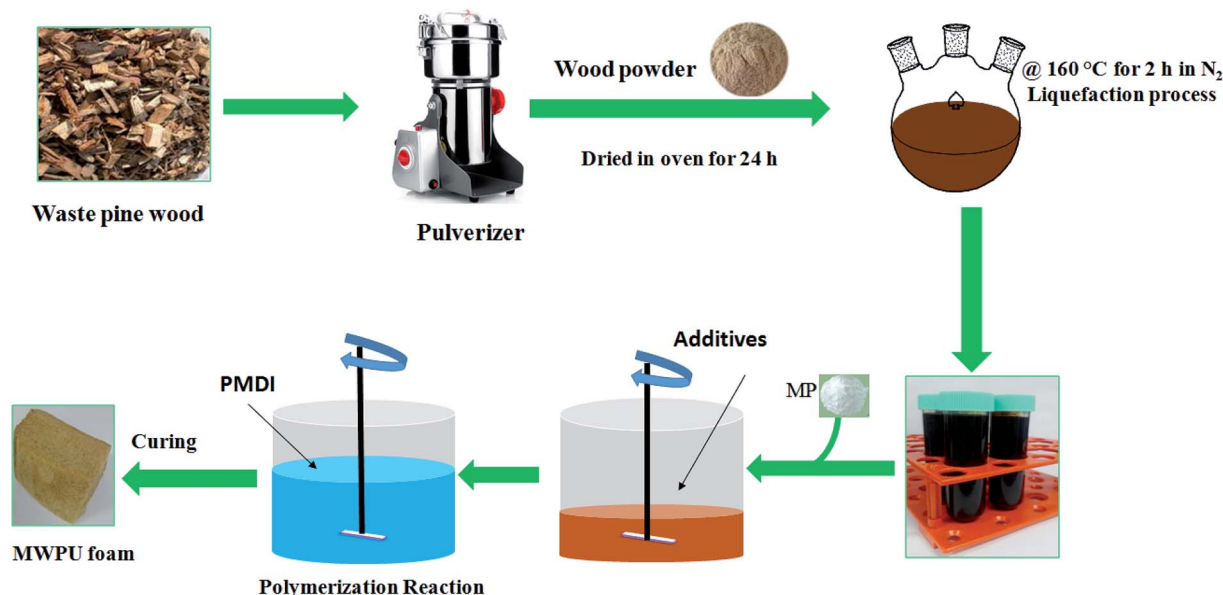 Waste pine wood
Pulverizer
Wood powder
Dried in oven for 24 h
@ 160 °C for 2 h in N₂
Liquefaction process
MP
Additives
PMDI
Polymerization Reaction
Curing
MWPU foam